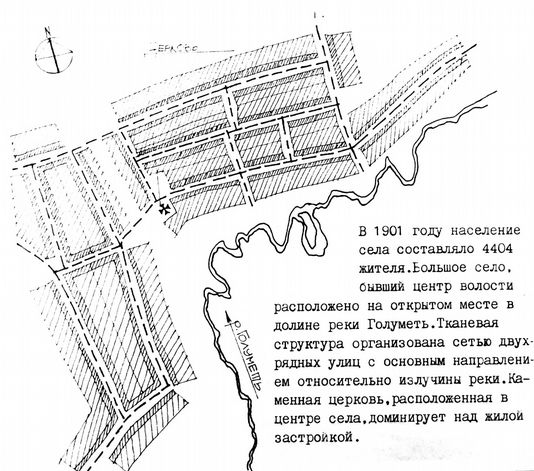 N
В 1901 году население
села составляло 4404
жителя.Большое село,
бывший центр волости
расположено на открытом месте в
долине реки Голуметь.Тканевая
структура организована сетью двух-
рядных улиц с основным направлени-
ем относительно излучины реки.Ка-
менная церковь,расположенная в
центре села,доминирует над жилой
застройкой.
р.ГОЛУМЕТЬ